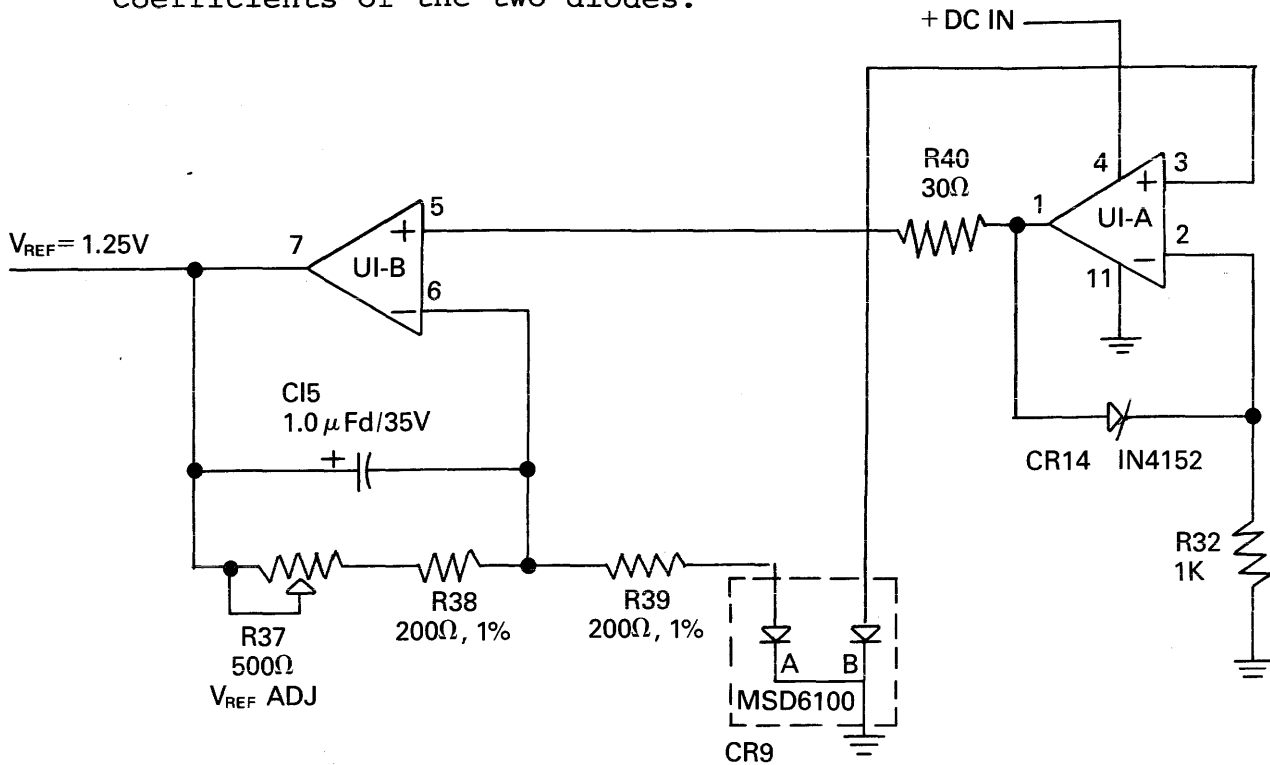 Coefficients of the two diodes.
+ DC IN
R40
30Ω
4
3
1
+
UI-A
2
−
11
VREF= 1.25V
7
5
+
UI-B
6
−
CI5
1.0 μFd/35V
+
CR14 IN4152
R32
1K
R37
500Ω
VREF ADJ
R38
200Ω, 1%
R39
200Ω, 1%
A
B
MSD6100
CR9